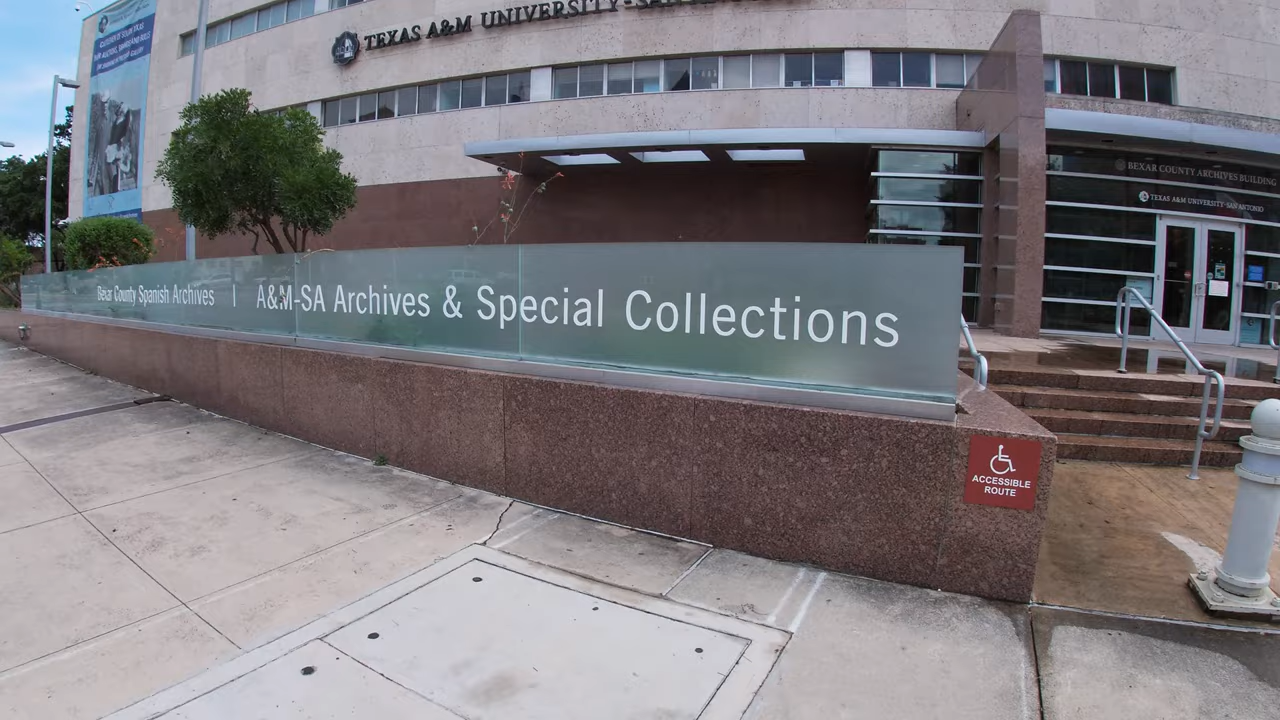 TEXAS A&M UNIVERSITY-SAN
BEXAR COUNTY ARCHIVES BUILDING
TEXAS A&M UNIVERSITY-SAN ANTONIO
Bexar County Spanish Archives | A&M-SA Archives & Special Collections
ACCESSIBLE
ROUTE